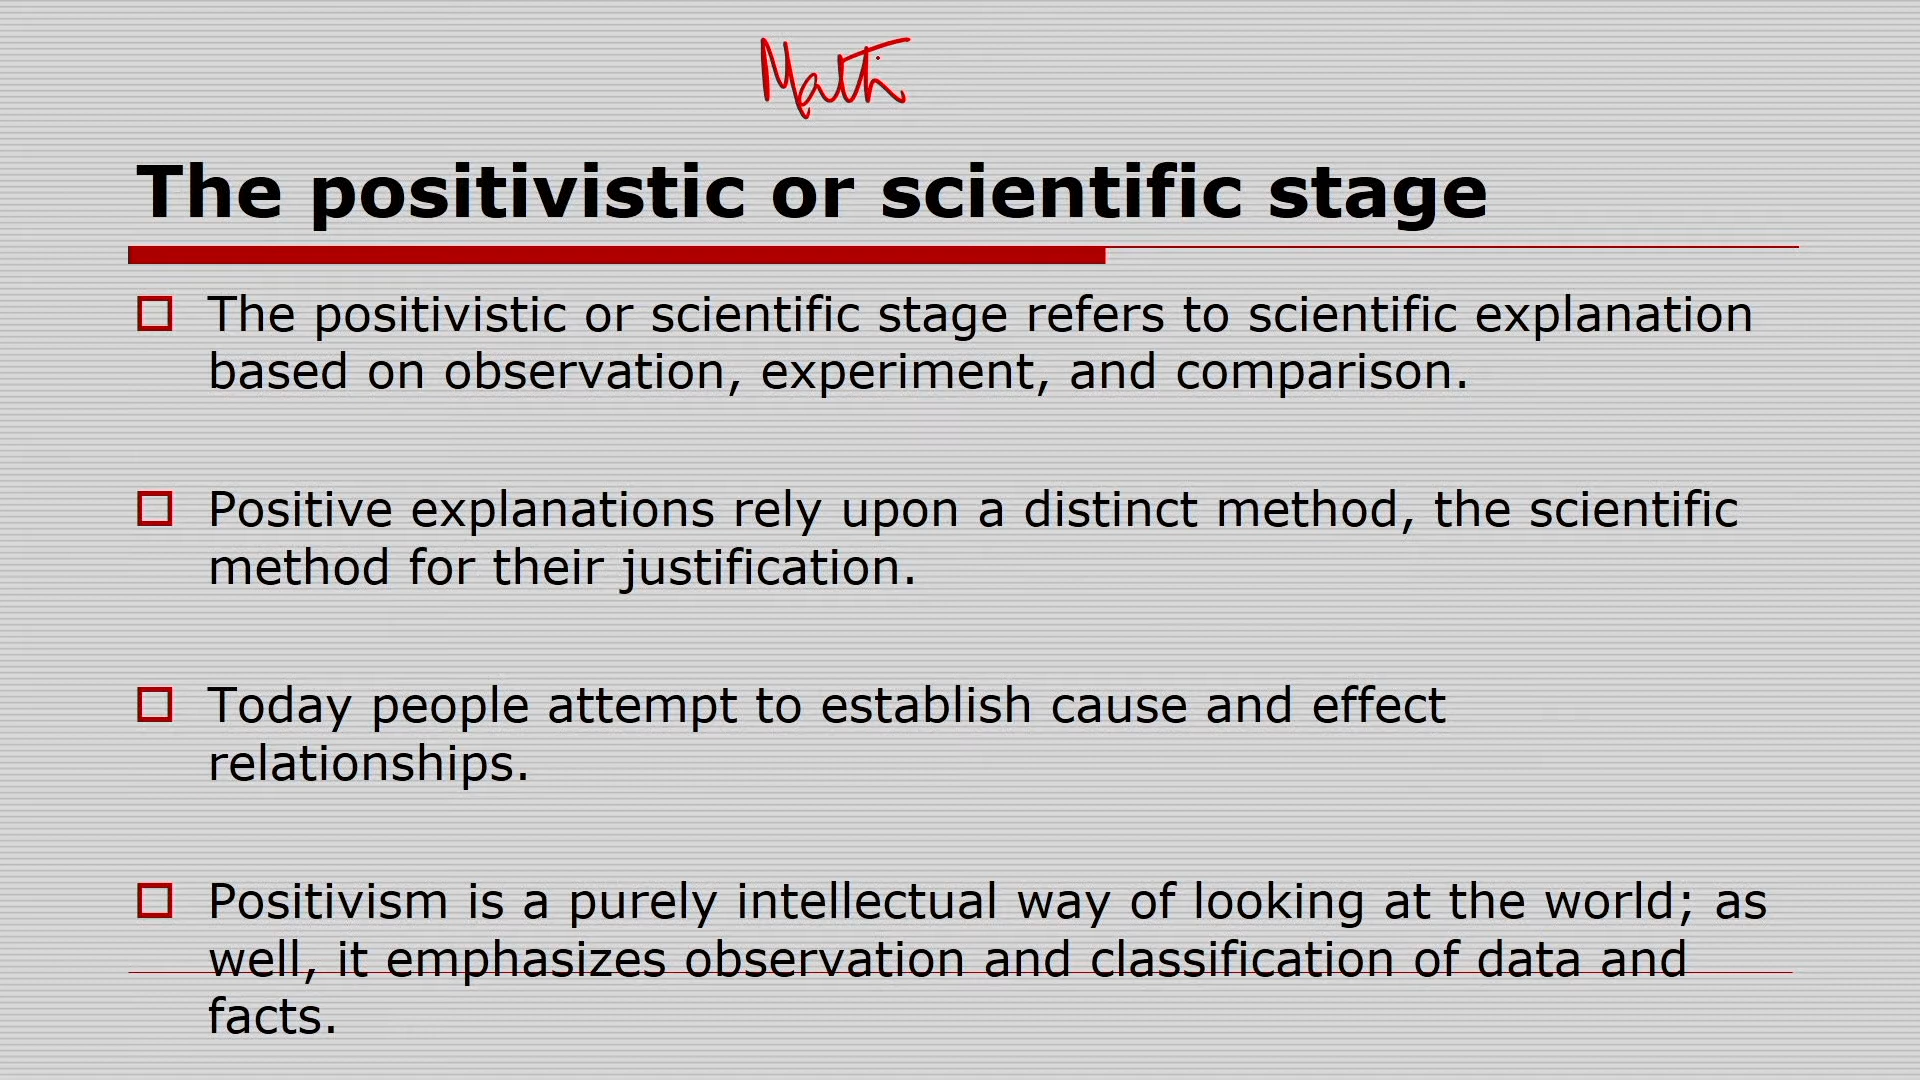 Math
The positivistic or scientific stage
The positivistic or scientific stage refers to scientific explanation
based on observation, experiment, and comparison.
Positive explanations rely upon a distinct method, the scientific
method for their justification.
Today people attempt to establish cause and effect
relationships.
Positivism is a purely intellectual way of looking at the world; as
well, it emphasizes observation and classification of data and
facts.